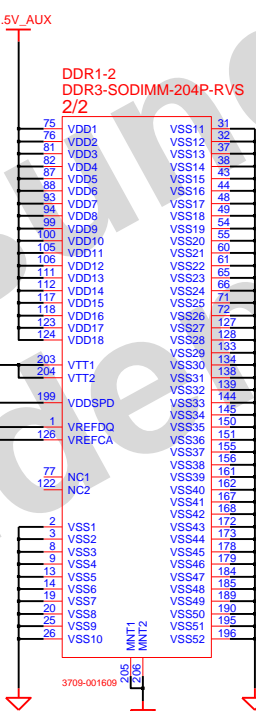 .5V_AUX
DDR1-2
DDR3-SODIMM-204P-RVS
2/2
75 VDD1 VSS11 31
76 VDD2 VSS12 32
81 VDD3 VSS13 37
82 VDD4 VSS14 38
87 VDD5 VSS15 43
88 VDD6 VSS16 44
93 VDD7 VSS17 48
94 VDD8 VSS18 49
99 VDD9 VSS19 54
100 VDD10 VSS20 55
105 VDD11 VSS21 60
106 VDD12 VSS22 61
111 VDD13 VSS23 65
112 VDD14 VSS24 66
117 VDD15 VSS25 71
118 VDD16 VSS26 72
123 VDD17 VSS27 127
124 VDD18 VSS28 128
VSS29 133
203 VTT1 VSS30 134
204 VTT2 VSS31 138
VSS32 139
199 VDDSPD VSS33 144
VSS34 145
1 VREFDQ VSS35 150
126 VREFCA VSS36 151
VSS37 155
VSS38 156
77 NC1 VSS39 161
122 NC2 VSS40 162
VSS41 167
VSS42 168
2 VSS1 VSS43 172
3 VSS2 VSS44 173
8 VSS3 VSS45 178
9 VSS4 VSS46 179
13 VSS5 VSS47 184
14 VSS6 VSS48 185
19 VSS7 VSS49 189
20 VSS8 VSS50 190
25 VSS9 VSS51 195
26 VSS10 VSS52 196
MNT1 MNT2
205 206
3709-001609